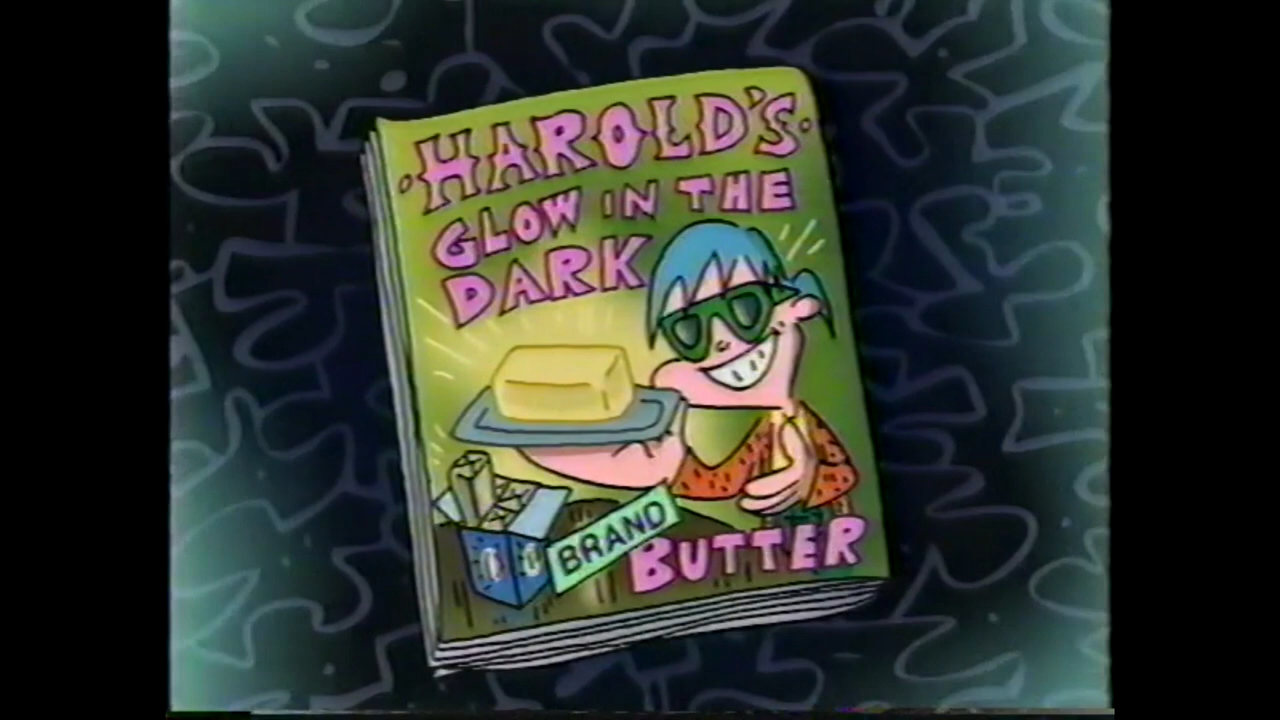 HAROLD'S
GLOW IN THE
DARK
BRAND
BUTTER